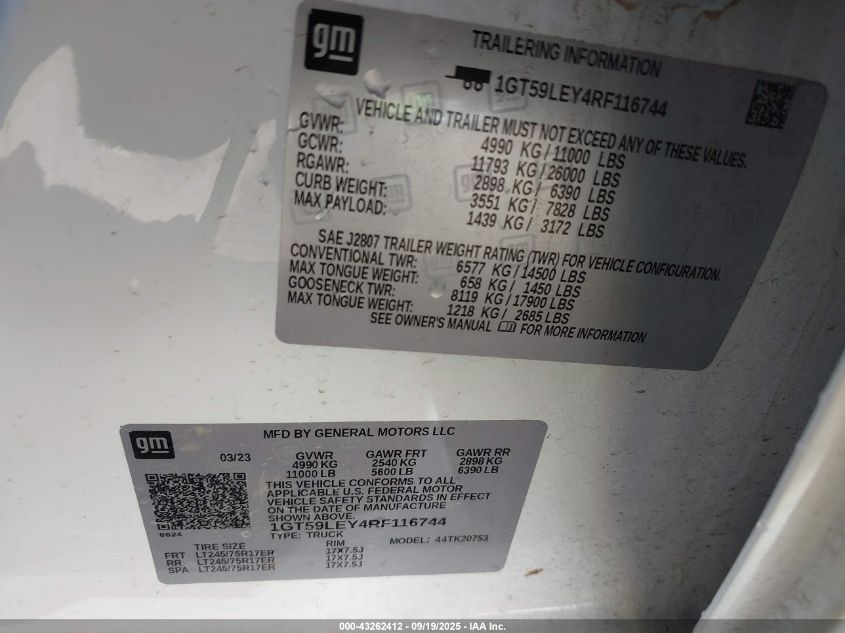 gm
TRAILERING INFORMATION
1GT59LEY4RF116744
VEHICLE AND TRAILER MUST NOT EXCEED ANY OF THESE VALUES.
GVWR: 4990 KG/11000 LBS
GCWR: 11793 KG/26000 LBS
RGAWR: 2898 KG/ 6390 LBS
CURB WEIGHT: 3551 KG/ 7828 LBS
MAX PAYLOAD: 1439 KG/ 3172 LBS
SAE J2807 TRAILER WEIGHT RATING (TWR) FOR VEHICLE CONFIGURATION.
CONVENTIONAL TWR: 6577 KG/14500 LBS
MAX TONGUE WEIGHT: 658 KG/ 1450 LBS
GOOSENECK TWR: 8119 KG/17900 LBS
MAX TONGUE WEIGHT: 1218 KG/ 2685 LBS
SEE OWNER'S MANUAL FOR MORE INFORMATION
gm
MFD BY GENERAL MOTORS LLC
03/23 GVWR GAWR FRT GAWR RR
4990 KG 2540 KG 2898 KG
11000 LB 5600 LB 6390 LB
THIS VEHICLE CONFORMS TO ALL
APPLICABLE U.S. FEDERAL MOTOR
VEHICLE SAFETY STANDARDS IN EFFECT
ON THE DATE OF MANUFACTURE
SHOWN ABOVE.
1GT59LEY4RF116744
8624 TYPE: TRUCK MODEL: 44TK20753
TIRE SIZE RIM
FRT LT245/75R17ER 17X7.5J
RR LT245/75R17ER 17X7.5J
SPA LT245/75R17ER 17X7.5J
000-43262412 - 09/19/2025 - IAA Inc.